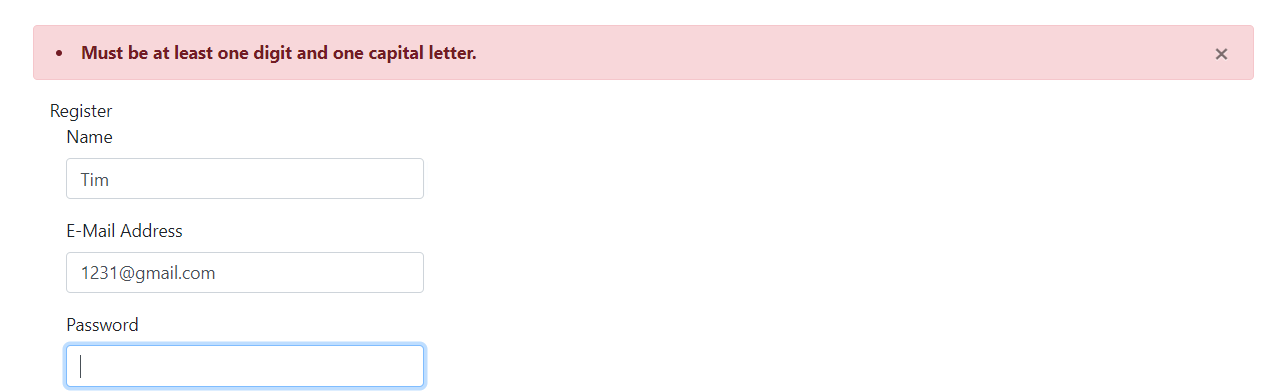 • Must be at least one digit and one capital letter. ×
Register
Name
Tim
E-Mail Address
1231@gmail.com
Password